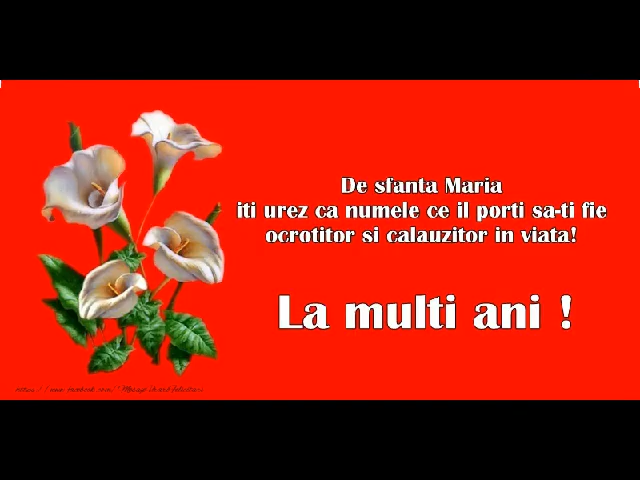 De sfanta Maria
iti urez ca numele ce il porti sa-ti fie
ocrotitor si calauzitor in viata!
La multi ani !